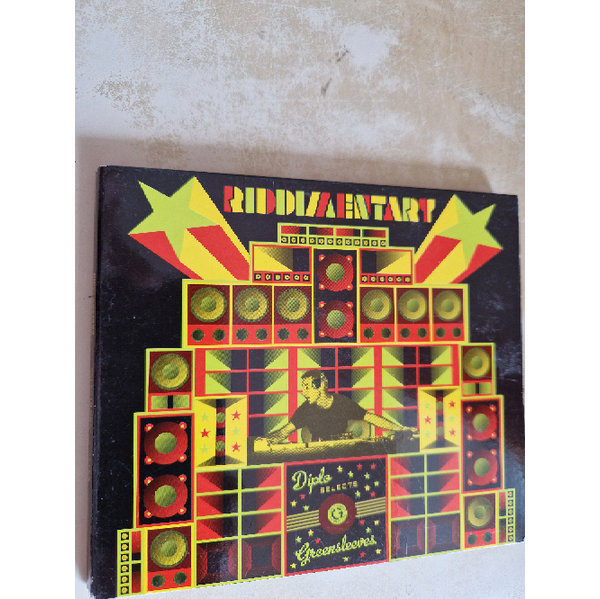 RIDDIMENTARY
Diplo
SELECTS
G
Greensleeves